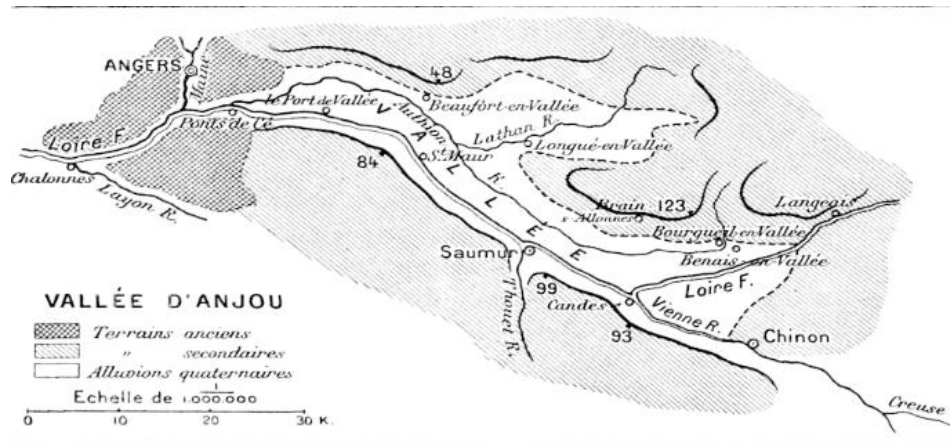 ANGERS
Maine
48
le Port de Vallée
Beaufort-en-Vallée
Authion R.
VALLÉE
Lathan R.
Longué-en-Vallée
Ponts de Cé
Loire F.
Chalonnes
Layon R.
84
St Maur
Brain
s. Allonnes
123
Langeais
Bourgueil-en-Vallée
Benais-en-Vallée
Saumur
Thouet R.
99
Candes
93
Loire F.
Vienne R.
Chinon
Creuse
VALLÉE D'ANJOU
Terrains anciens
" secondaires
Alluvions quaternaires
Echelle de 1/1.000.000
0 10 20 30 K.